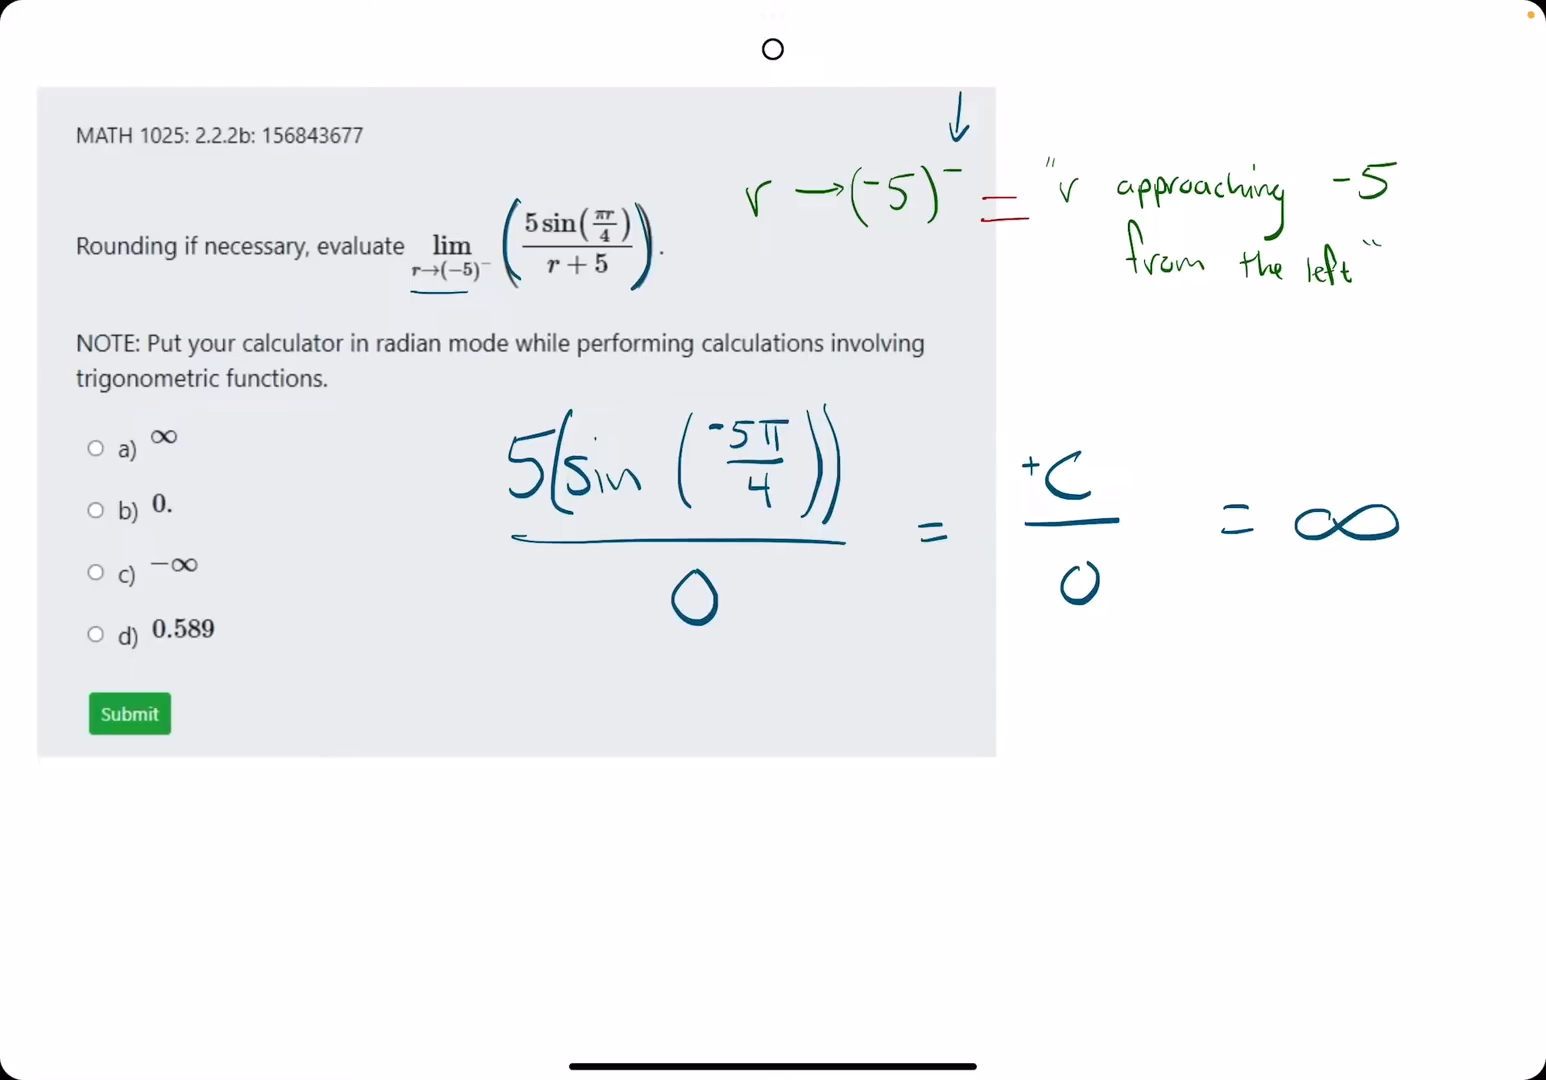 MATH 1025: 2.2.2b: 156843677
↓
r → (-5)⁻ = "r approaching -5
from the left"
Rounding if necessary, evaluate lim r→(−5)⁻ (5 sin(πr/4) / r + 5).
NOTE: Put your calculator in radian mode while performing calculations involving
trigonometric functions.
a) ∞
b) 0.
c) −∞
d) 0.589
5(sin (-5π/4)) / 0 = +C / 0 = ∞
Submit